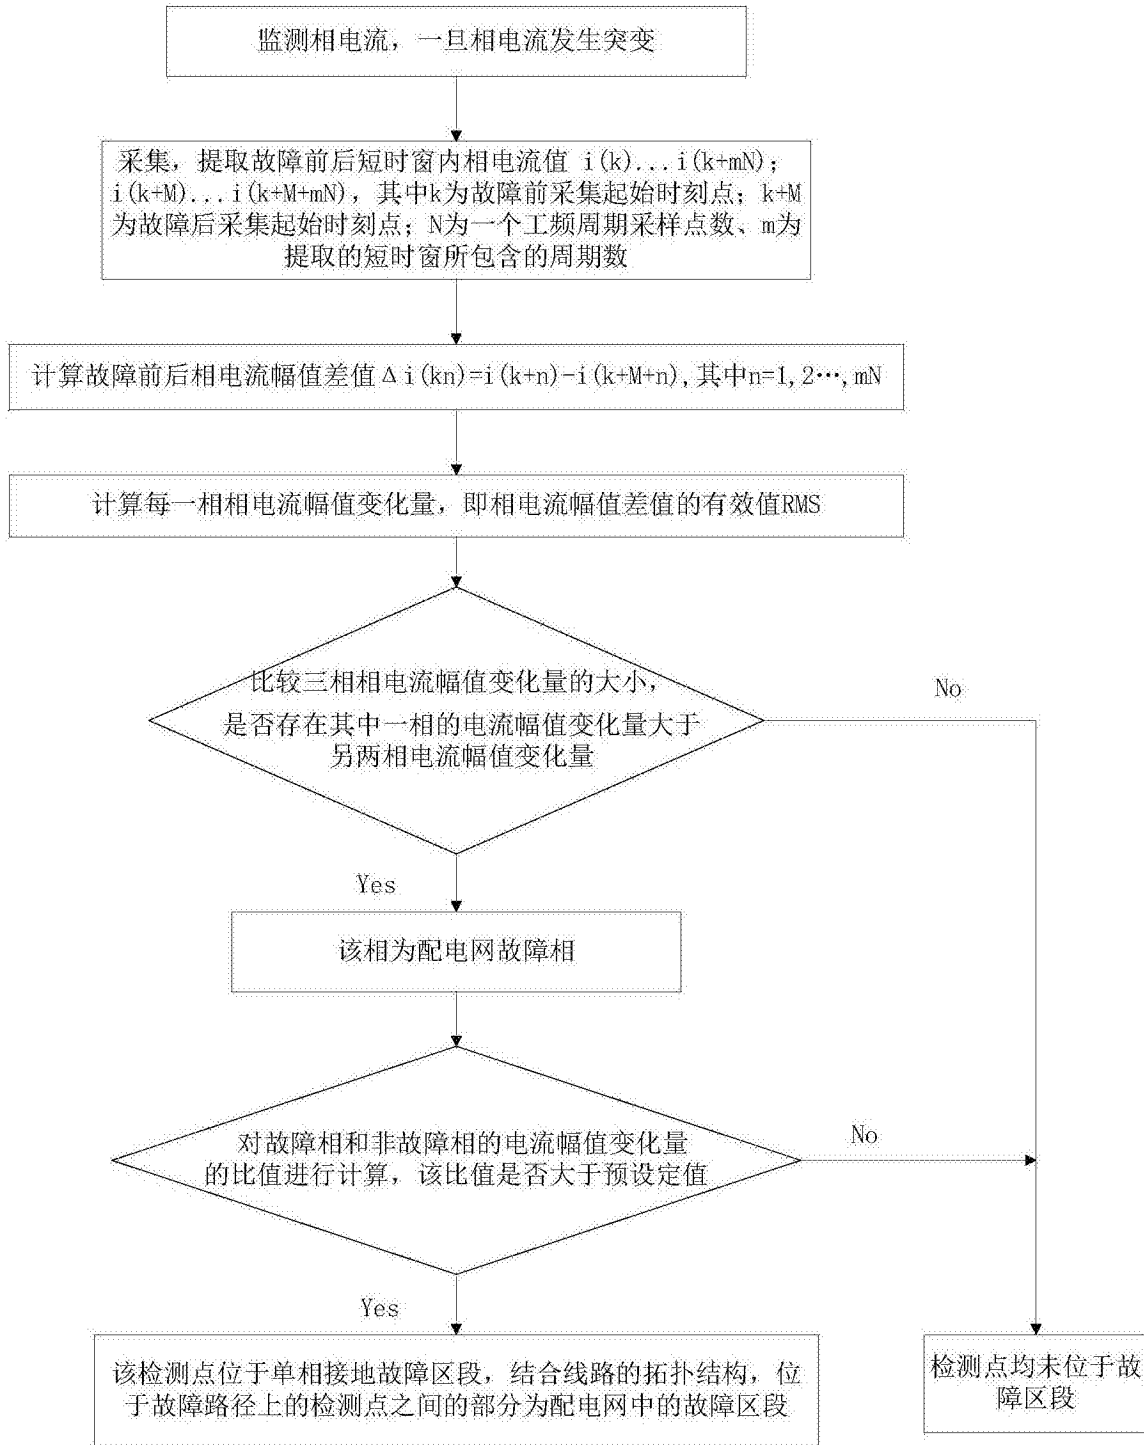 监测相电流，一旦相电流发生突变
采集，提取故障前后短时窗内相电流值 i(k)...i(k+mN)；
i(k+M)...i(k+M+mN)，其中k为故障前采集起始时刻点；k+M
为故障后采集起始时刻点；N为一个工频周期采样点数、m为
提取的短时窗所包含的周期数
计算故障前后相电流幅值差值Δi(kn)=i(k+n)-i(k+M+n),其中n=1,2…,mN
计算每一相相电流幅值变化量，即相电流幅值差值的有效值RMS
比较三相相电流幅值变化量的大小，
是否存在其中一相的电流幅值变化量大于
另两相电流幅值变化量
No
Yes
该相为配电网故障相
对故障相和非故障相的电流幅值变化量
的比值进行计算，该比值是否大于预设定值
No
Yes
该检测点位于单相接地故障区段，结合线路的拓扑结构，位
于故障路径上的检测点之间的部分为配电网中的故障区段
检测点均未位于故
障区段